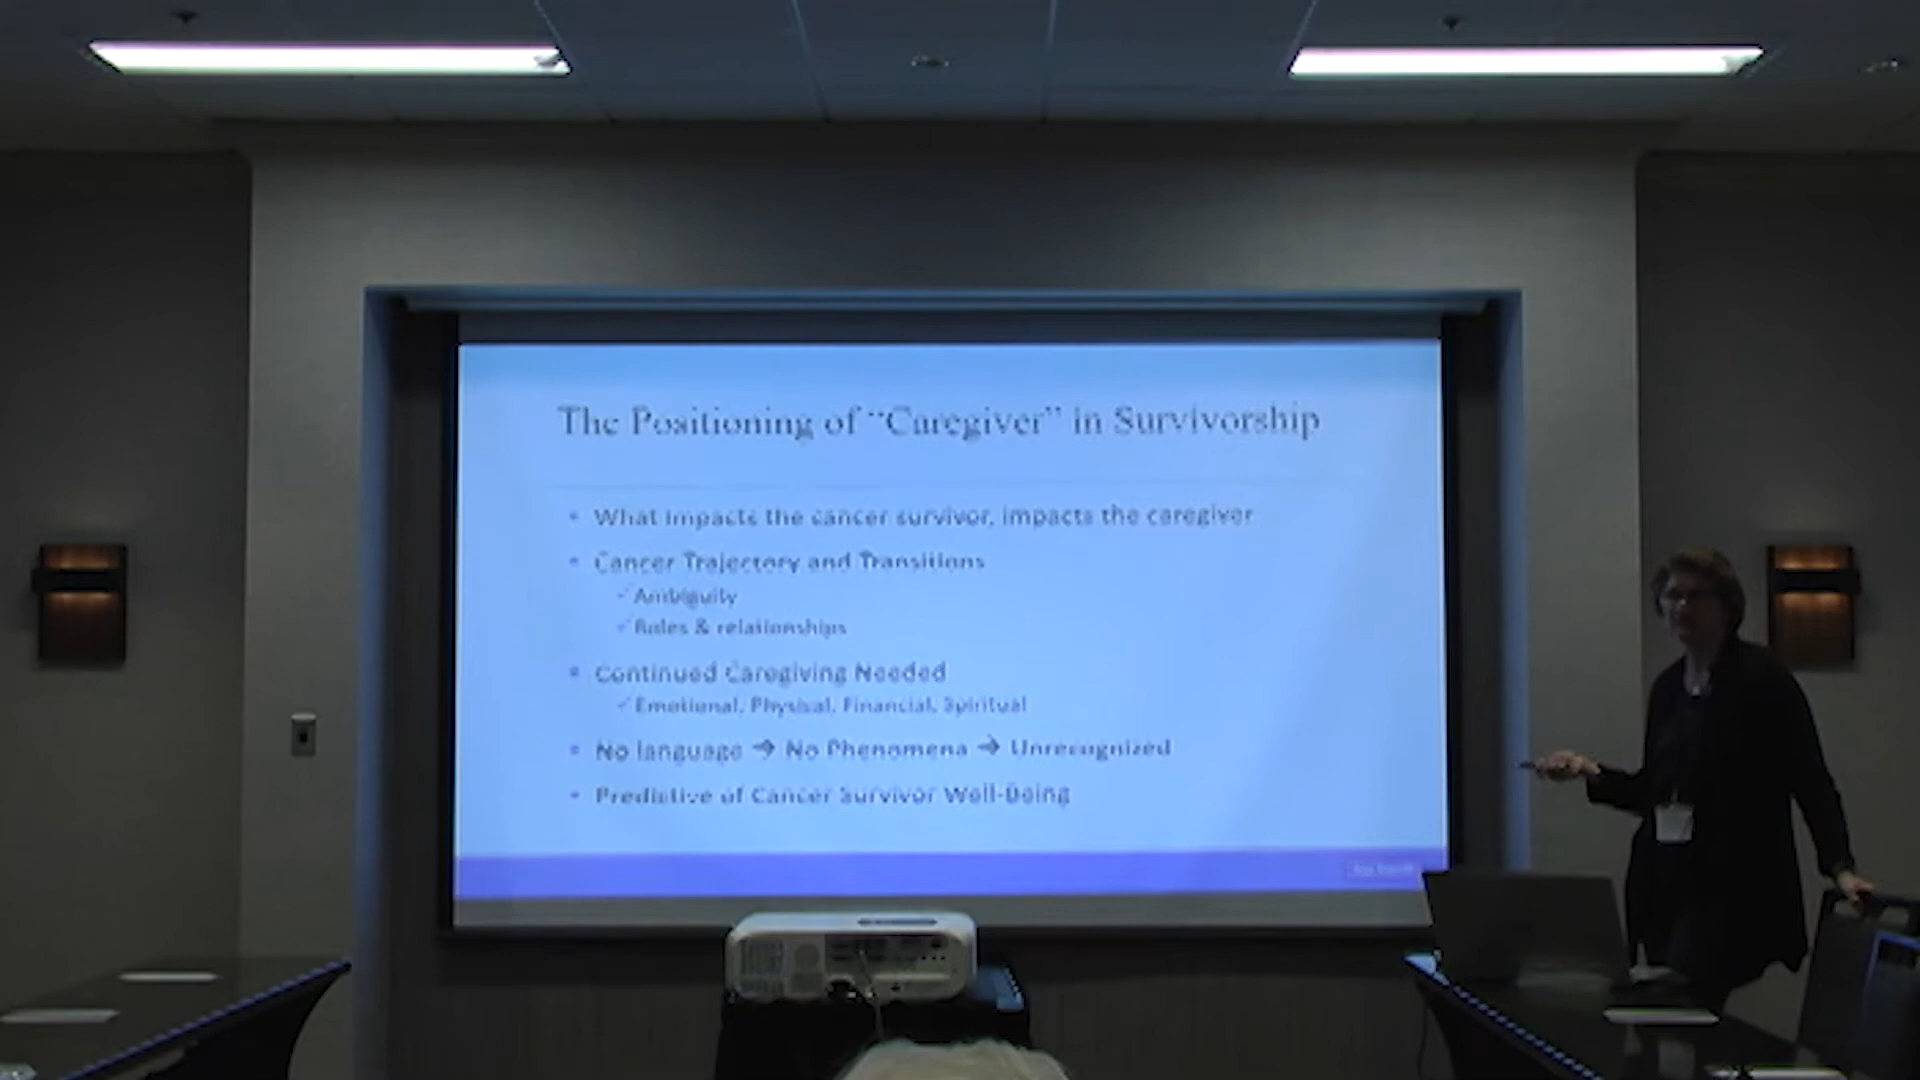 The Positioning of “Caregiver” in Survivorship
• What impacts the cancer survivor, impacts the caregiver
• Cancer Trajectory and Transitions
✓ Ambiguity
✓ Roles & relationships
• Continued Caregiving Needed
✓ Emotional, Physical, Financial, Spiritual
• No language → No Phenomena → Unrecognized
• Predictive of Cancer Survivor Well-Being